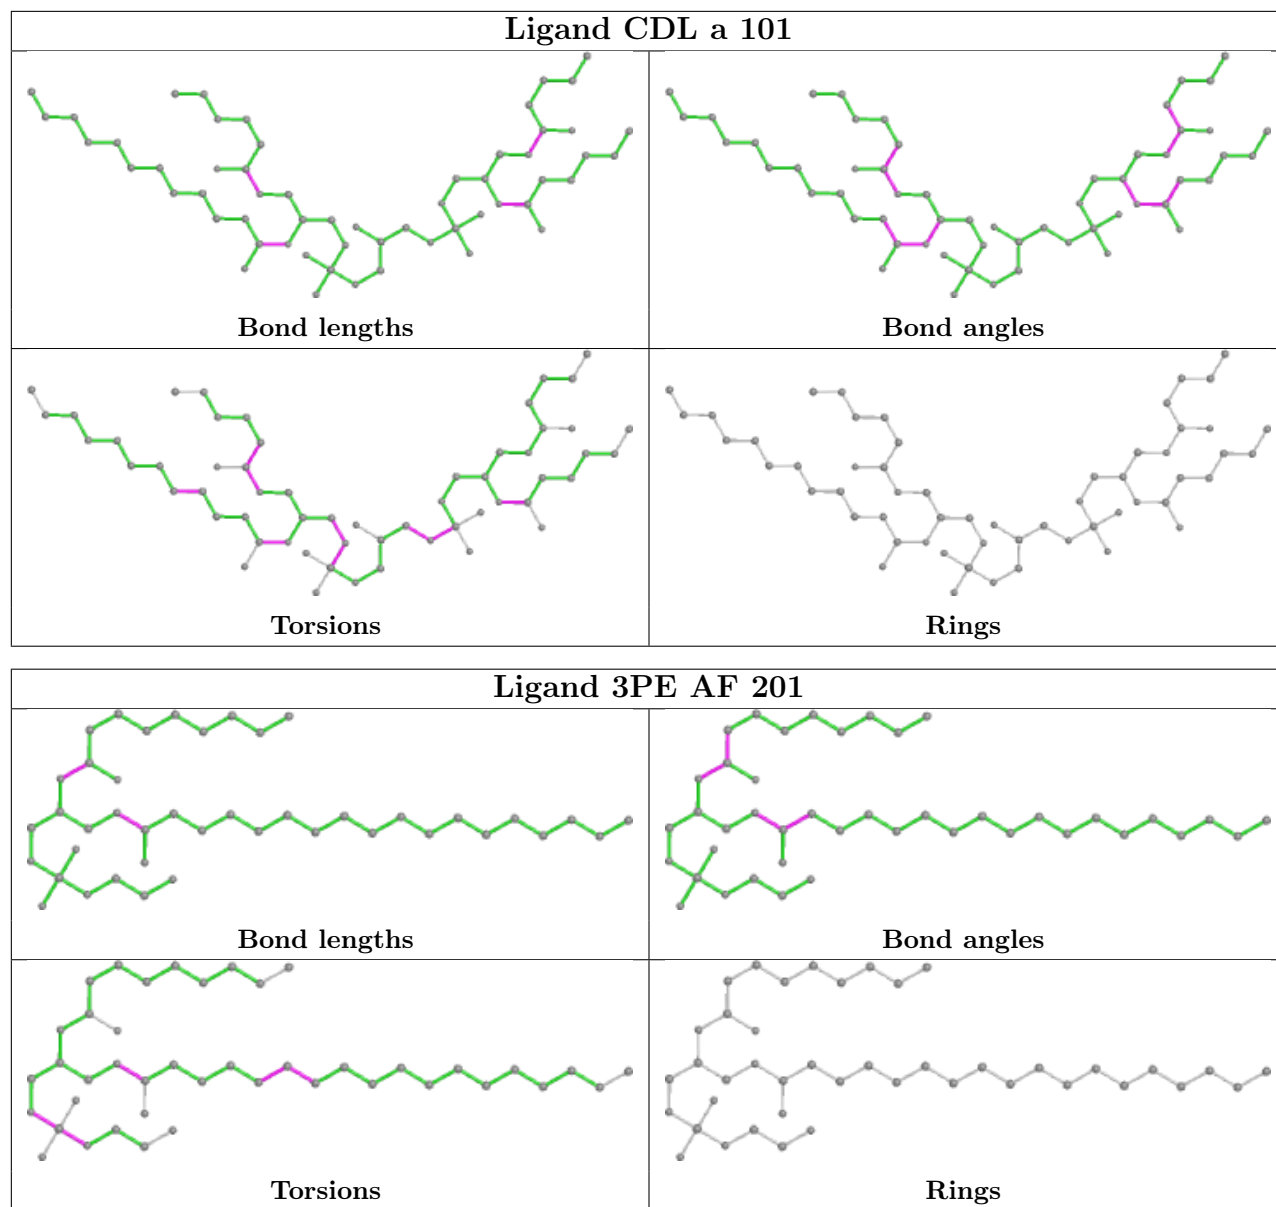 Ligand CDL a 101
Bond lengths
Bond angles
Torsions
Rings
Ligand 3PE AF 201
Bond lengths
Bond angles
Torsions
Rings